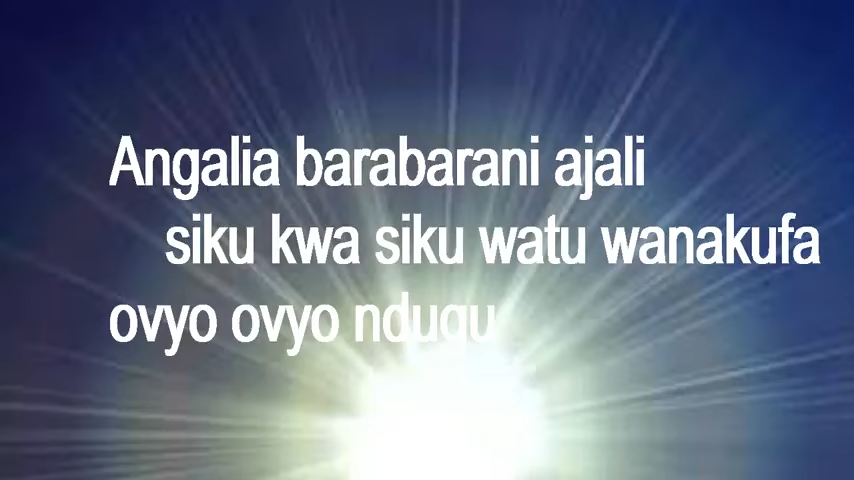 Angalia barabarani ajali
siku kwa siku watu wanakufa
ovyo ovyo ndugu